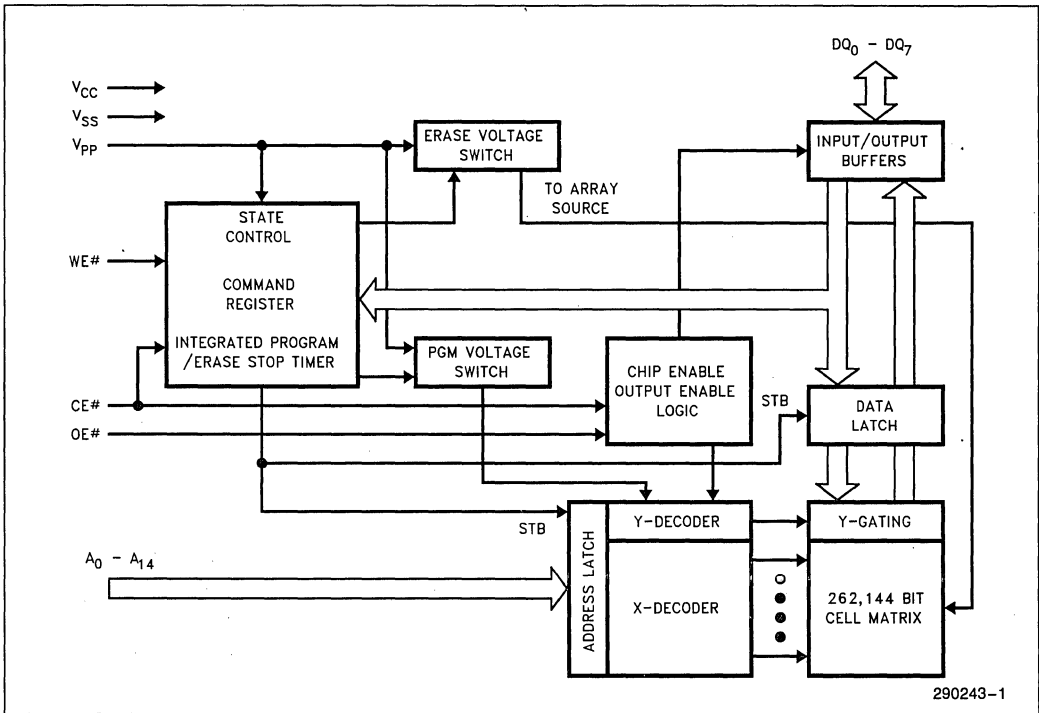 DQ0 - DQ7
VCC
VSS
VPP
ERASE VOLTAGE
SWITCH
INPUT/OUTPUT
BUFFERS
TO ARRAY
SOURCE
STATE
CONTROL
WE#
COMMAND
REGISTER
INTEGRATED PROGRAM
/ERASE STOP TIMER
PGM VOLTAGE
SWITCH
CHIP ENABLE
OUTPUT ENABLE
LOGIC
CE#
OE#
STB
DATA
LATCH
STB
ADDRESS LATCH
Y-DECODER
Y-GATING
A0 - A14
X-DECODER
262,144 BIT
CELL MATRIX
290243-1